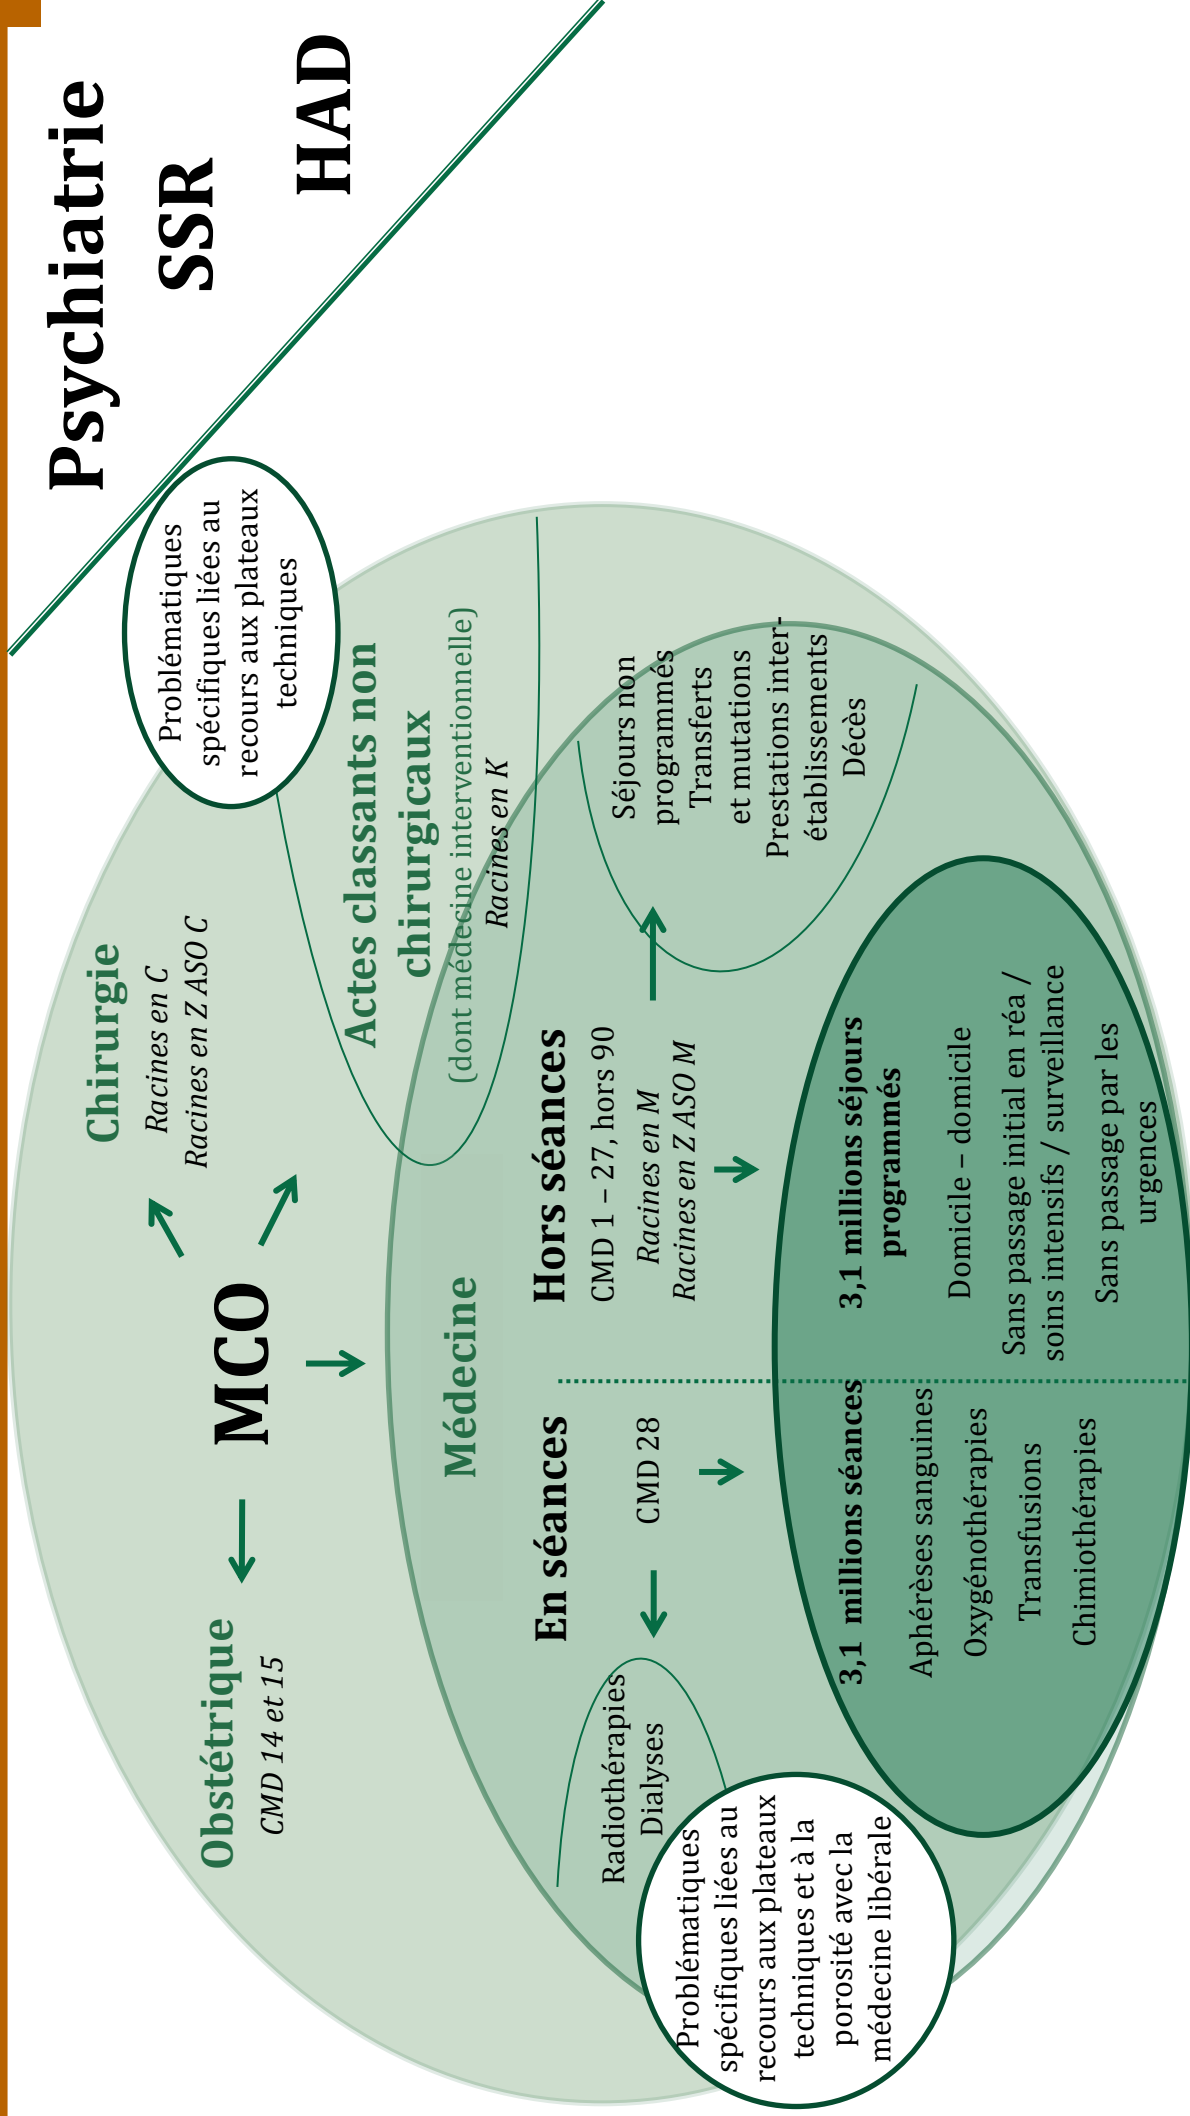 Psychiatrie
SSR
HAD
Problématiques
spécifiques liées au
recours aux plateaux
techniques
MCO
Obstétrique
CMD 14 et 15
Chirurgie
Racines en C
Racines en Z ASO C
Actes classants non
chirurgicaux
(dont médecine interventionnelle)
Racines en K
Médecine
En séances
CMD 28
Radiothérapies
Dialyses
Problématiques
spécifiques liées au
recours aux plateaux
techniques et à la
porosité avec la
médecine libérale
Hors séances
CMD 1 – 27, hors 90
Racines en M
Racines en Z ASO M
Séjours non
programmés
Transferts
et mutations
Prestations inter-
établissements
Décès
3,1 millions séances
Aphérèses sanguines
Oxygénothérapies
Transfusions
Chimiothérapies
3,1 millions séjours
programmés
Domicile – domicile
Sans passage initial en réa /
soins intensifs / surveillance
Sans passage par les
urgences